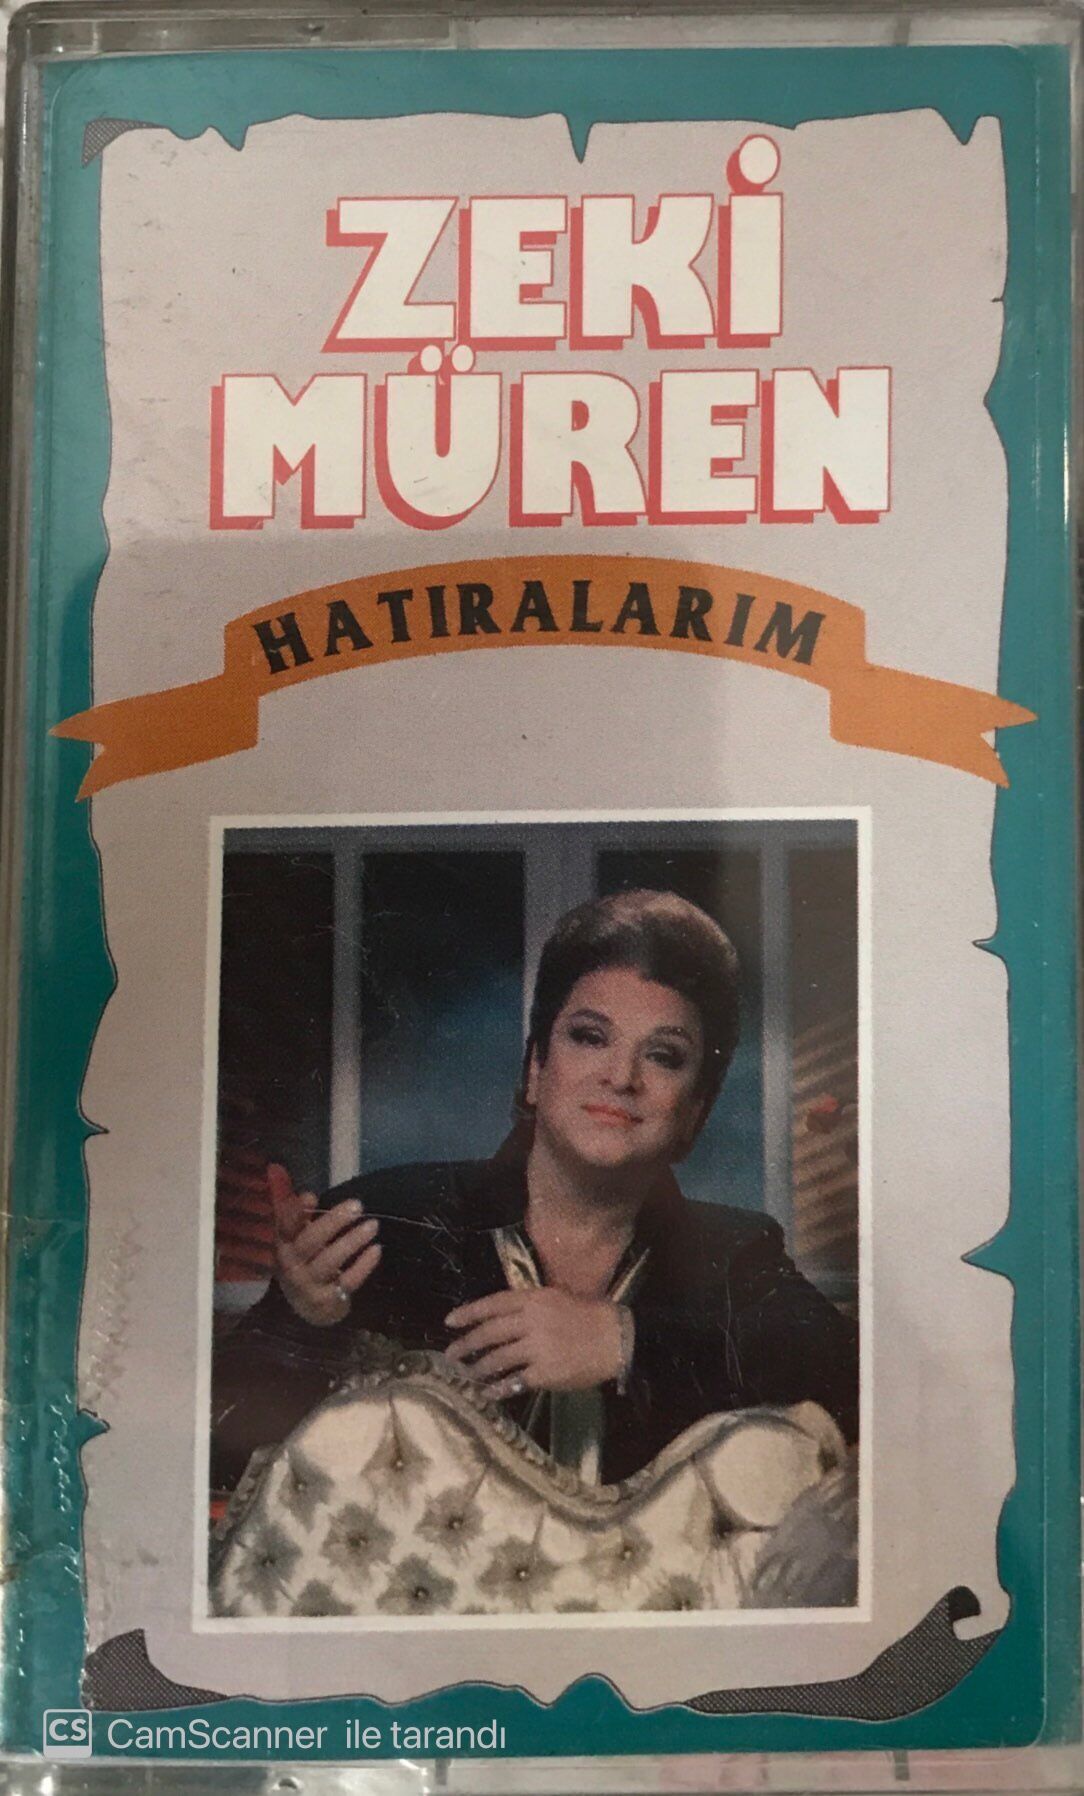 ZEKİ
MÜREN
HATIRALARIM
CS CamScanner ile tarandı